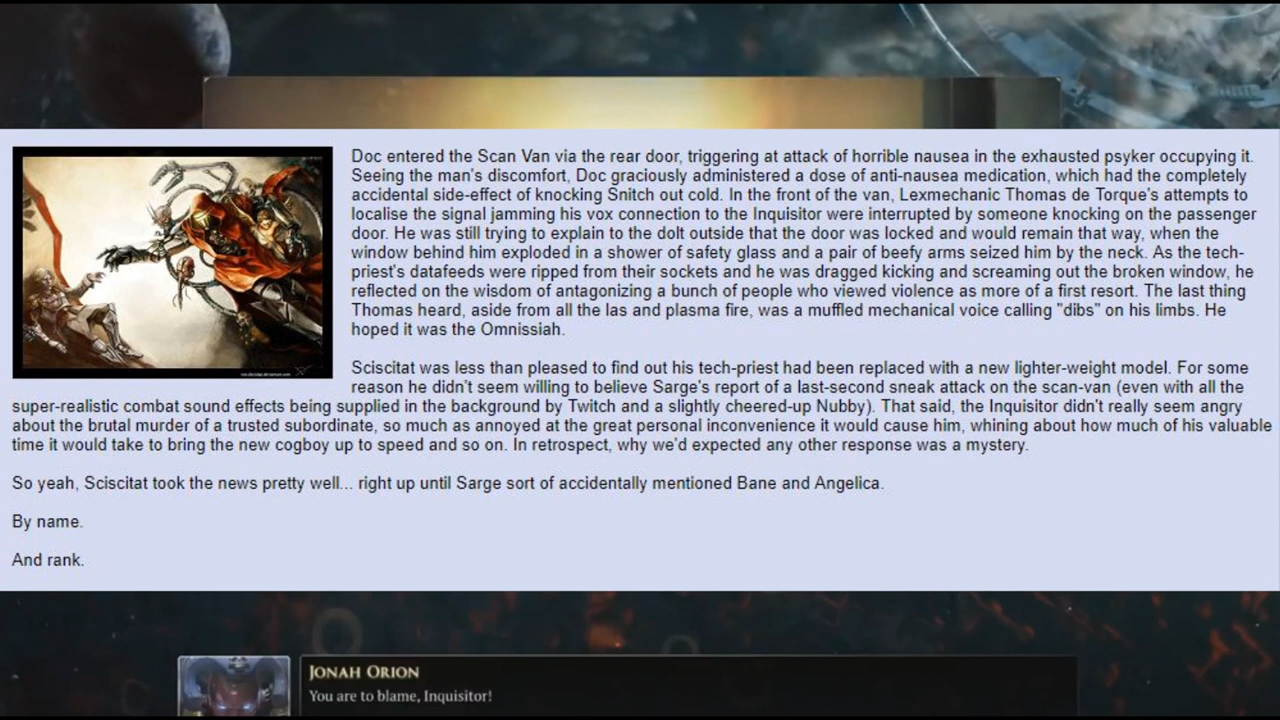 Doc entered the Scan Van via the rear door, triggering at attack of horrible nausea in the exhausted psyker occupying it.
Seeing the man's discomfort, Doc graciously administered a dose of anti-nausea medication, which had the completely
accidental side-effect of knocking Snitch out cold. In the front of the van, Lexmechanic Thomas de Torque's attempts to
localise the signal jamming his vox connection to the Inquisitor were interrupted by someone knocking on the passenger
door. He was still trying to explain to the dolt outside that the door was locked and would remain that way, when the
window behind him exploded in a shower of safety glass and a pair of beefy arms seized him by the neck. As the tech-
priest's datafeeds were ripped from their sockets and he was dragged kicking and screaming out the broken window, he
reflected on the wisdom of antagonizing a bunch of people who viewed violence as more of a first resort. The last thing
Thomas heard, aside from all the las and plasma fire, was a muffled mechanical voice calling "dibs" on his limbs. He
hoped it was the Omnissiah.
Sciscitat was less than pleased to find out his tech-priest had been replaced with a new lighter-weight model. For some
reason he didn't seem willing to believe Sarge's report of a last-second sneak attack on the scan-van (even with all the
super-realistic combat sound effects being supplied in the background by Twitch and a slightly cheered-up Nubby). That said, the Inquisitor didn't really seem angry
about the brutal murder of a trusted subordinate, so much as annoyed at the great personal inconvenience it would cause him, whining about how much of his valuable
time it would take to bring the new cogboy up to speed and so on. In retrospect, why we'd expected any other response was a mystery.
So yeah, Sciscitat took the news pretty well... right up until Sarge sort of accidentally mentioned Bane and Angelica.
By name.
And rank.
JONAH ORION
You are to blame, Inquisitor!